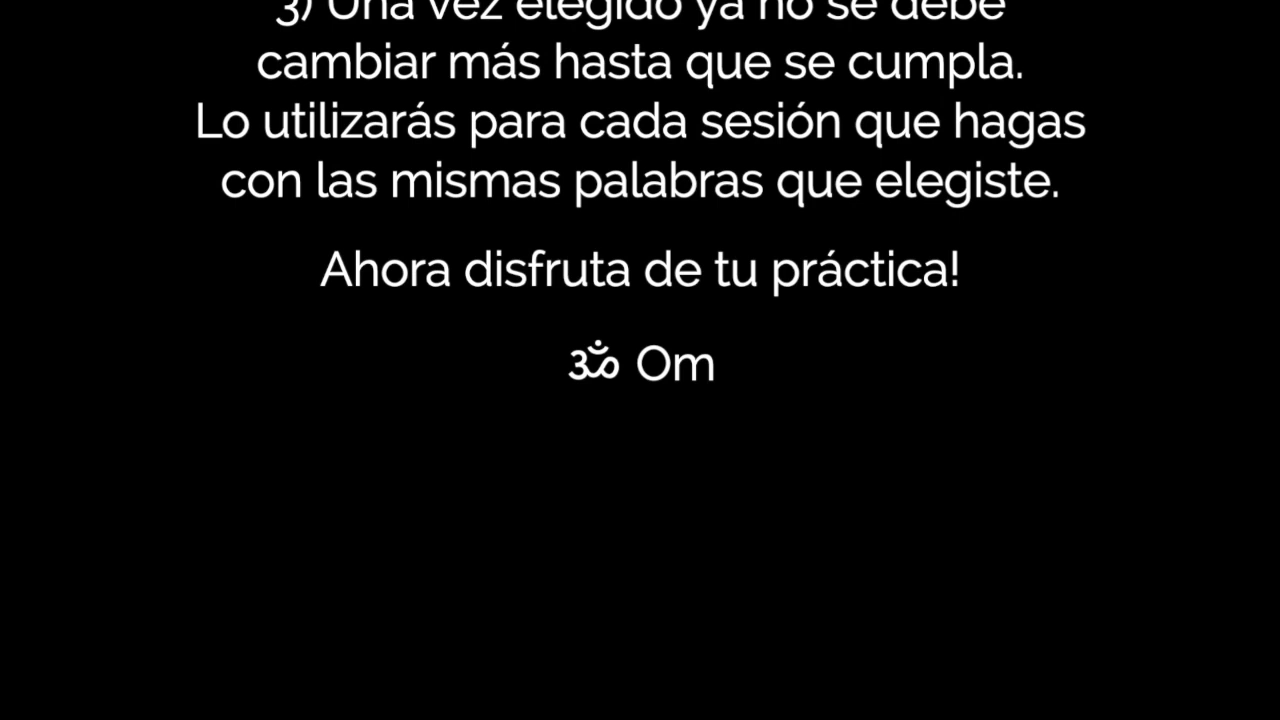 3) Una vez elegido ya no se debe
cambiar más hasta que se cumpla.
Lo utilizarás para cada sesión que hagas
con las mismas palabras que elegiste.
Ahora disfruta de tu práctica!
ॐ Om